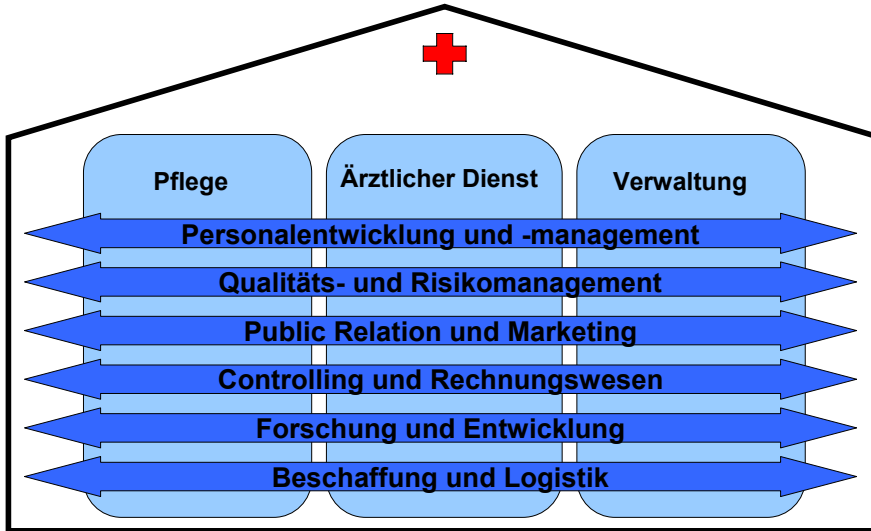 Pflege
Ärztlicher Dienst
Verwaltung
Personalentwicklung und -management
Qualitäts- und Risikomanagement
Public Relation und Marketing
Controlling und Rechnungswesen
Forschung und Entwicklung
Beschaffung und Logistik